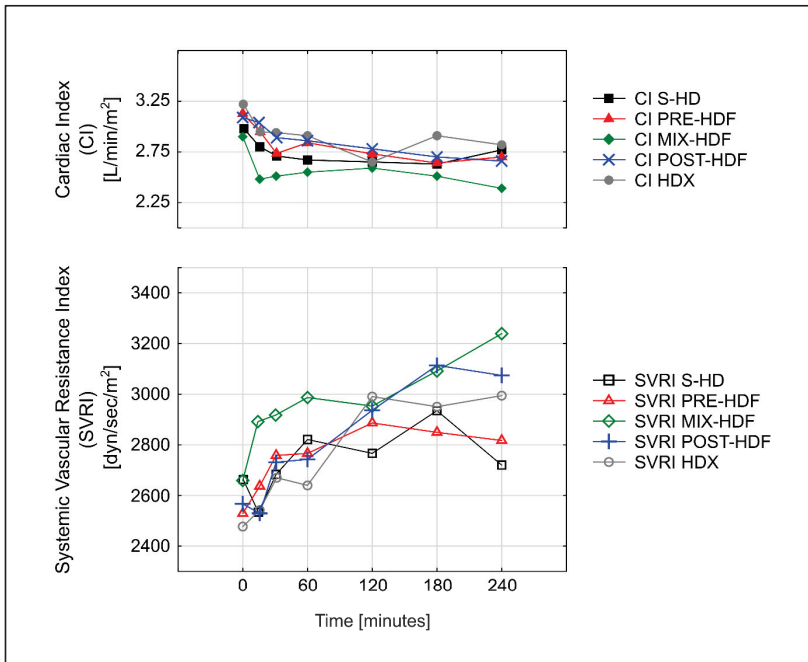 Cardiac Index
(CI)
[L/min/m²]
3.25
2.75
2.25
CI S-HD
CI PRE-HDF
CI MIX-HDF
CI POST-HDF
CI HDX
Systemic Vascular Resistance Index
(SVRI)
[dyn/sec/m²]
3400
3200
3000
2800
2600
2400
SVRI S-HD
SVRI PRE-HDF
SVRI MIX-HDF
SVRI POST-HDF
SVRI HDX
0 60 120 180 240
Time [minutes]